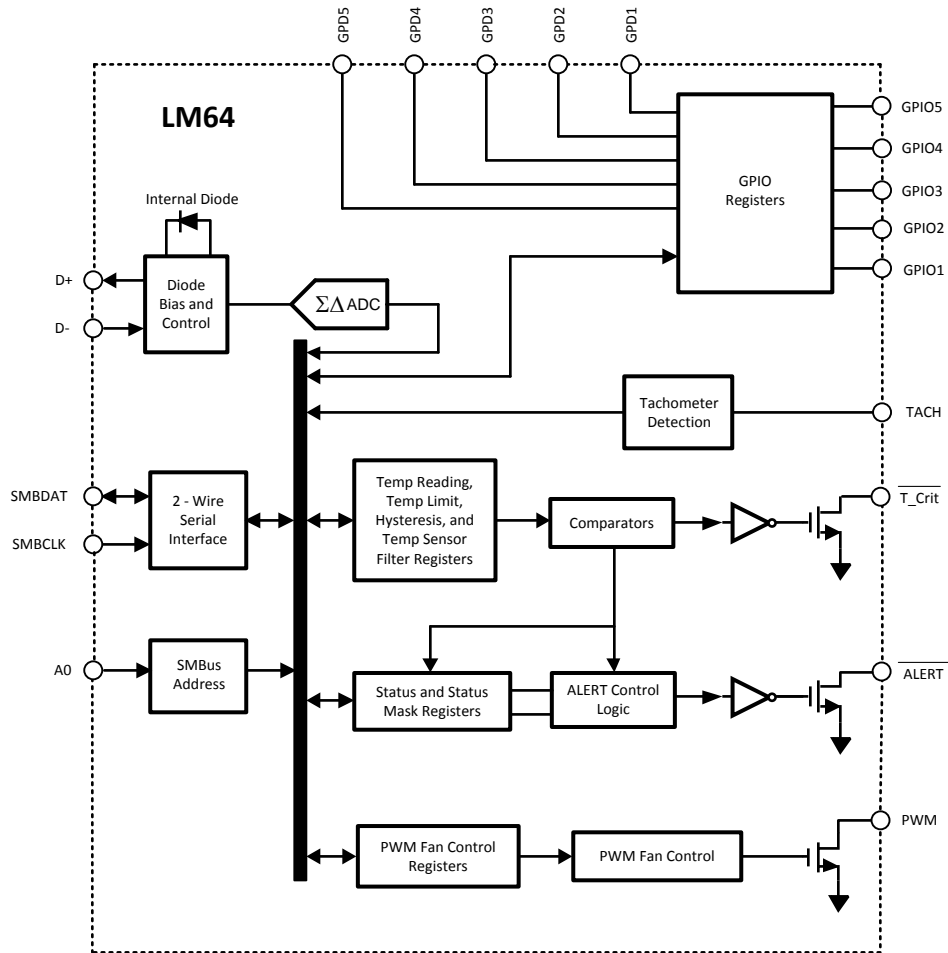 GPD5
GPD4
GPD3
GPD2
GPD1
LM64
GPIO5
GPIO4
GPIO3
GPIO2
GPIO1
GPIO
Registers
Internal Diode
D+
D-
Diode
Bias and
Control
ΣΔ ADC
Tachometer
Detection
TACH
SMBDAT
SMBCLK
2 - Wire
Serial
Interface
Temp Reading,
Temp Limit,
Hysteresis, and
Temp Sensor
Filter Registers
Comparators
T_Crit
A0
SMBus
Address
Status and Status
Mask Registers
ALERT Control
Logic
ALERT
PWM Fan Control
Registers
PWM Fan Control
PWM